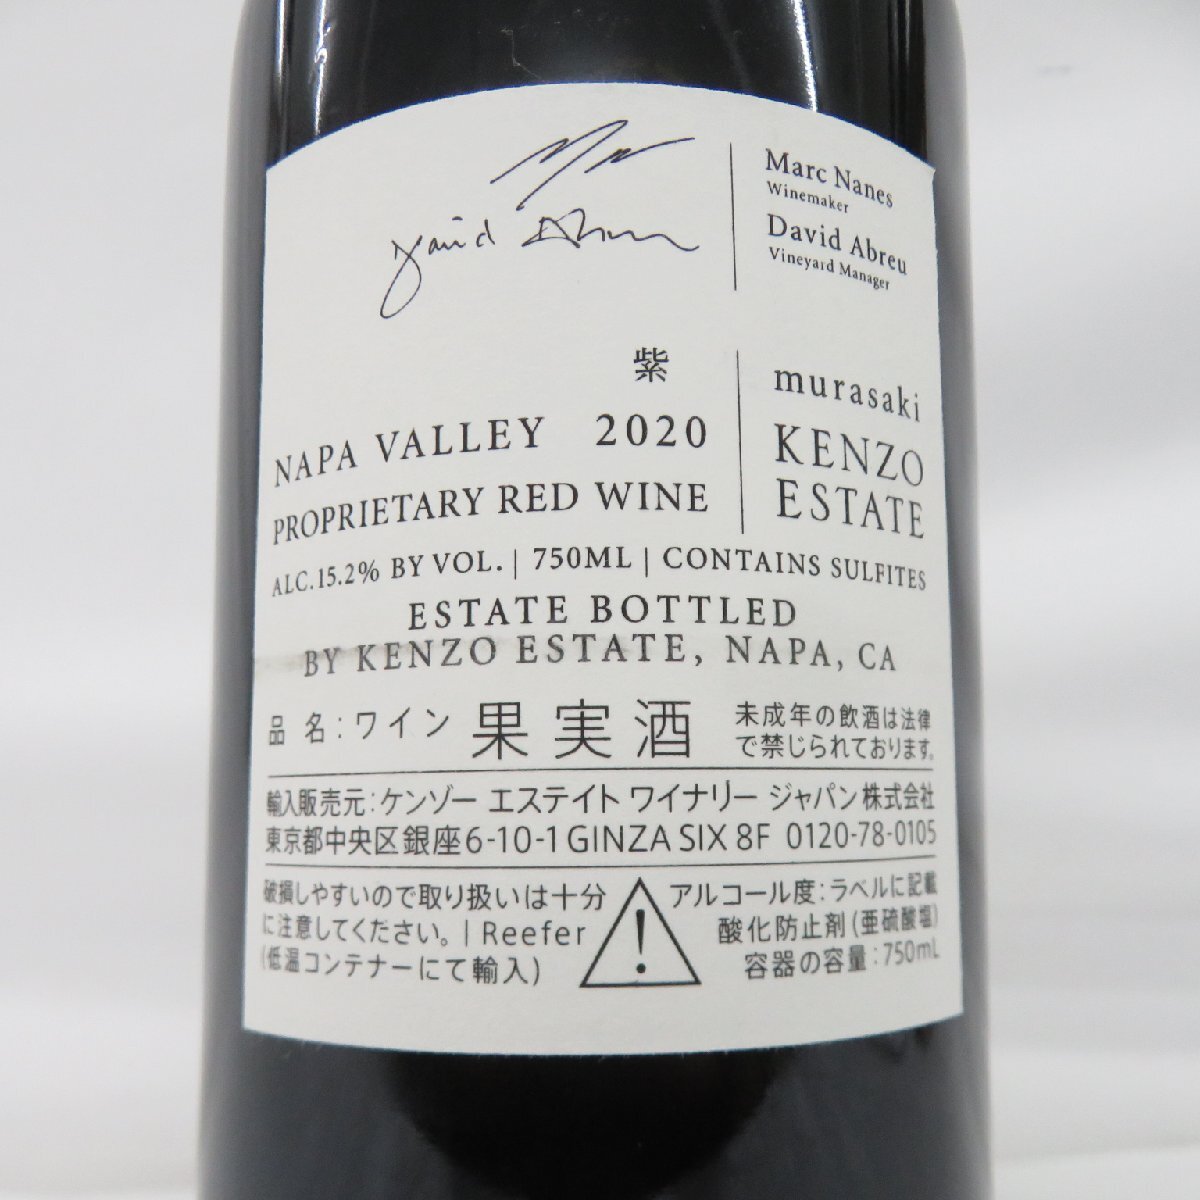 David Abreu
Marc Nanes
Winemaker
David Abreu
Vineyard Manager
紫
NAPA VALLEY 2020
PROPRIETARY RED WINE
murasaki
KENZO
ESTATE
ALC.15.2% BY VOL. | 750ML | CONTAINS SULFITES
ESTATE BOTTLED
BY KENZO ESTATE, NAPA, CA
品 名:ワイン 果実酒
未成年の飲酒は法律
で禁じられております。
輸入販売元:ケンゾー エステイト ワイナリー ジャパン株式会社
東京都中央区銀座6-10-1 GINZA SIX 8F 0120-78-0105
破損しやすいので取り扱いは十分
に注意してください。 | Reefer
(低温コンテナーにて輸入)
!
アルコール度:ラベルに記載
酸化防止剤(亜硫酸塩)
容器の容量:750mL